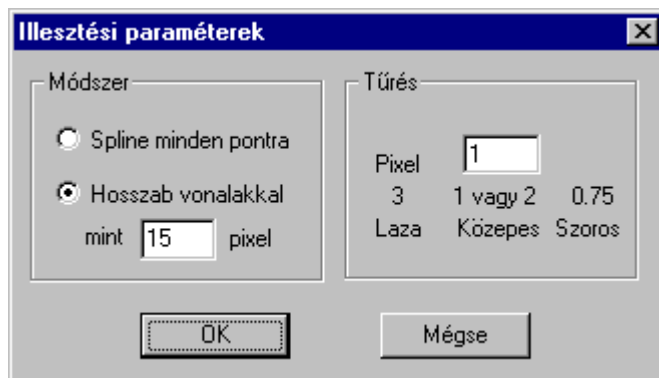 Illesztési paraméterek
Módszer
Spline minden pontra
Hosszab vonalakkal
mint 15 pixel
Tűrés
Pixel 1
3 1 vagy 2 0.75
Laza Közepes Szoros
OK
Mégse